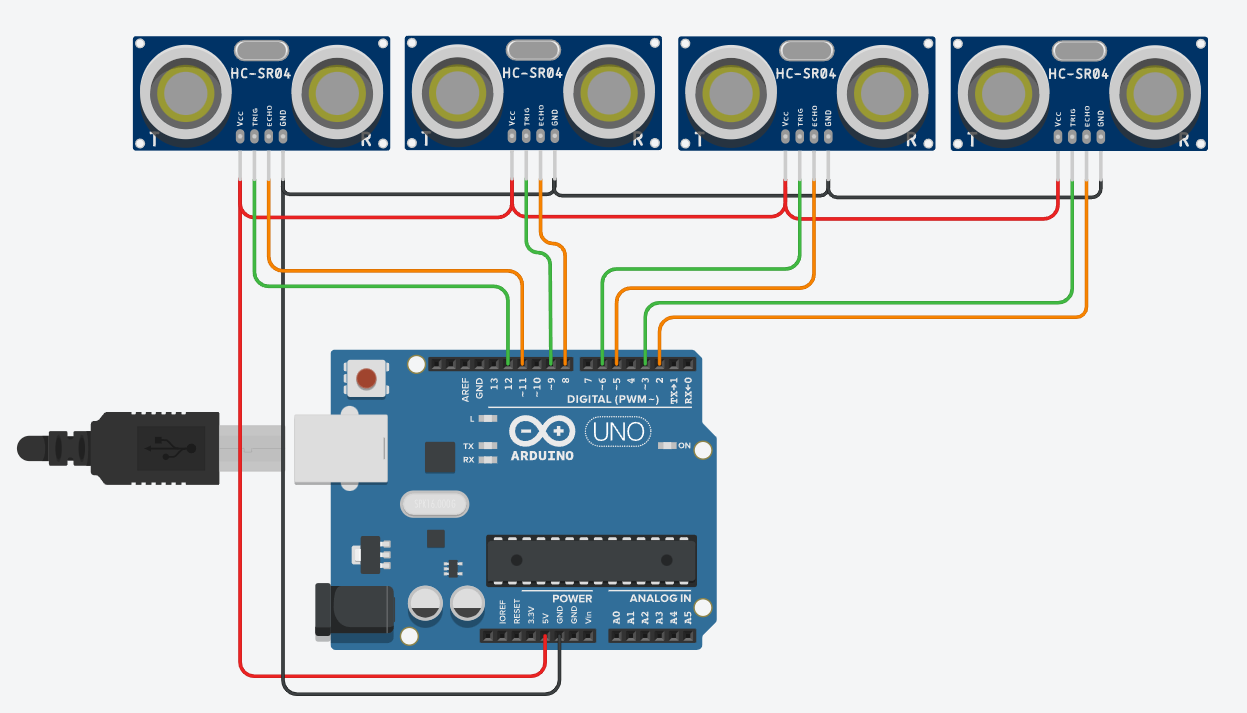 HC-SR04
Vcc
TRIG
ECHO
GND
T
R
HC-SR04
Vcc
TRIG
ECHO
GND
T
R
HC-SR04
Vcc
TRIG
ECHO
GND
T
R
HC-SR04
Vcc
TRIG
ECHO
GND
T
R
AREF
GND
13
12
~11
~10
~9
8
7
~6
~5
4
~3
2
TX→1
RX←0
DIGITAL (PWM~)
L
TX
RX
ARDUINO
UNO
ON
POWER
ANALOG IN
IOREF
RESET
3.3V
5V
GND
GND
Vin
A0
A1
A2
A3
A4
A5